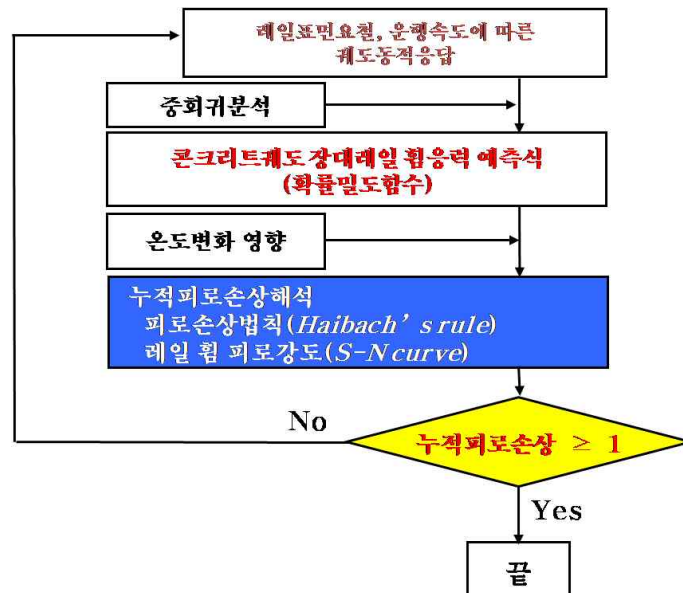 레일표면요철, 운행속도에 따른
궤도동적응답
중회귀분석
콘크리트궤도 장대레일 휨응력 예측식
(확률밀도함수)
온도변화 영향
누적피로손상해석
피로손상법칙(Haibach’s rule)
레일 휨 피로강도(S-N curve)
No
누적피로손상 ≥ 1
Yes
끝